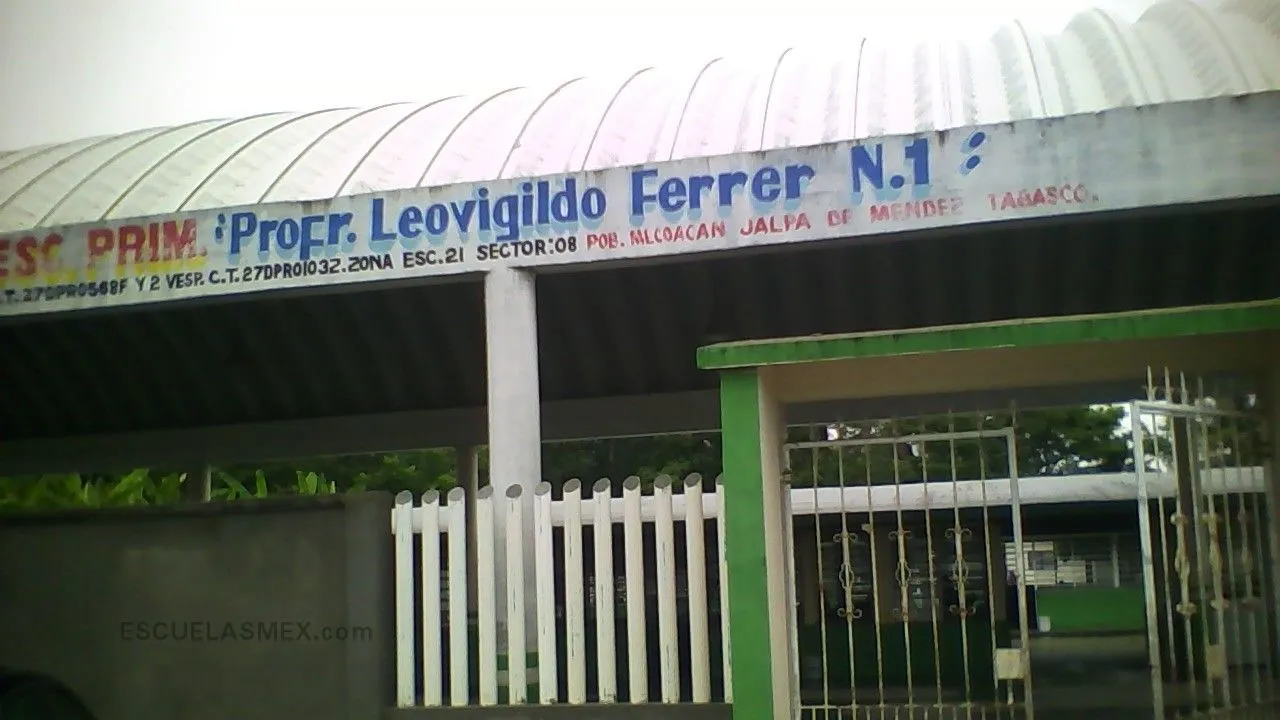 ESC. PRIM. "Profr. Leovigildo Ferrer N.1"
.T. 27DPR0568F Y 2 VESP. C.T. 27DPR0103Z. ZONA ESC. 21 SECTOR:08 POB. MECOACAN JALPA DE MENDEZ TABASCO.
ESCUELASMEX.com